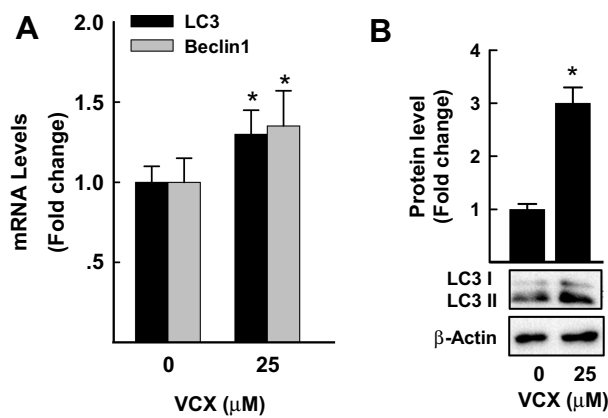 A
LC3
Beclin1
mRNA Levels
(Fold change)
2.0
1.5
1.0
.5
*
*
0
25
VCX (μM)
B
Protein level
(Fold change)
4
3
2
1
*
LC3 I
LC3 II
β-Actin
0
25
VCX (μM)